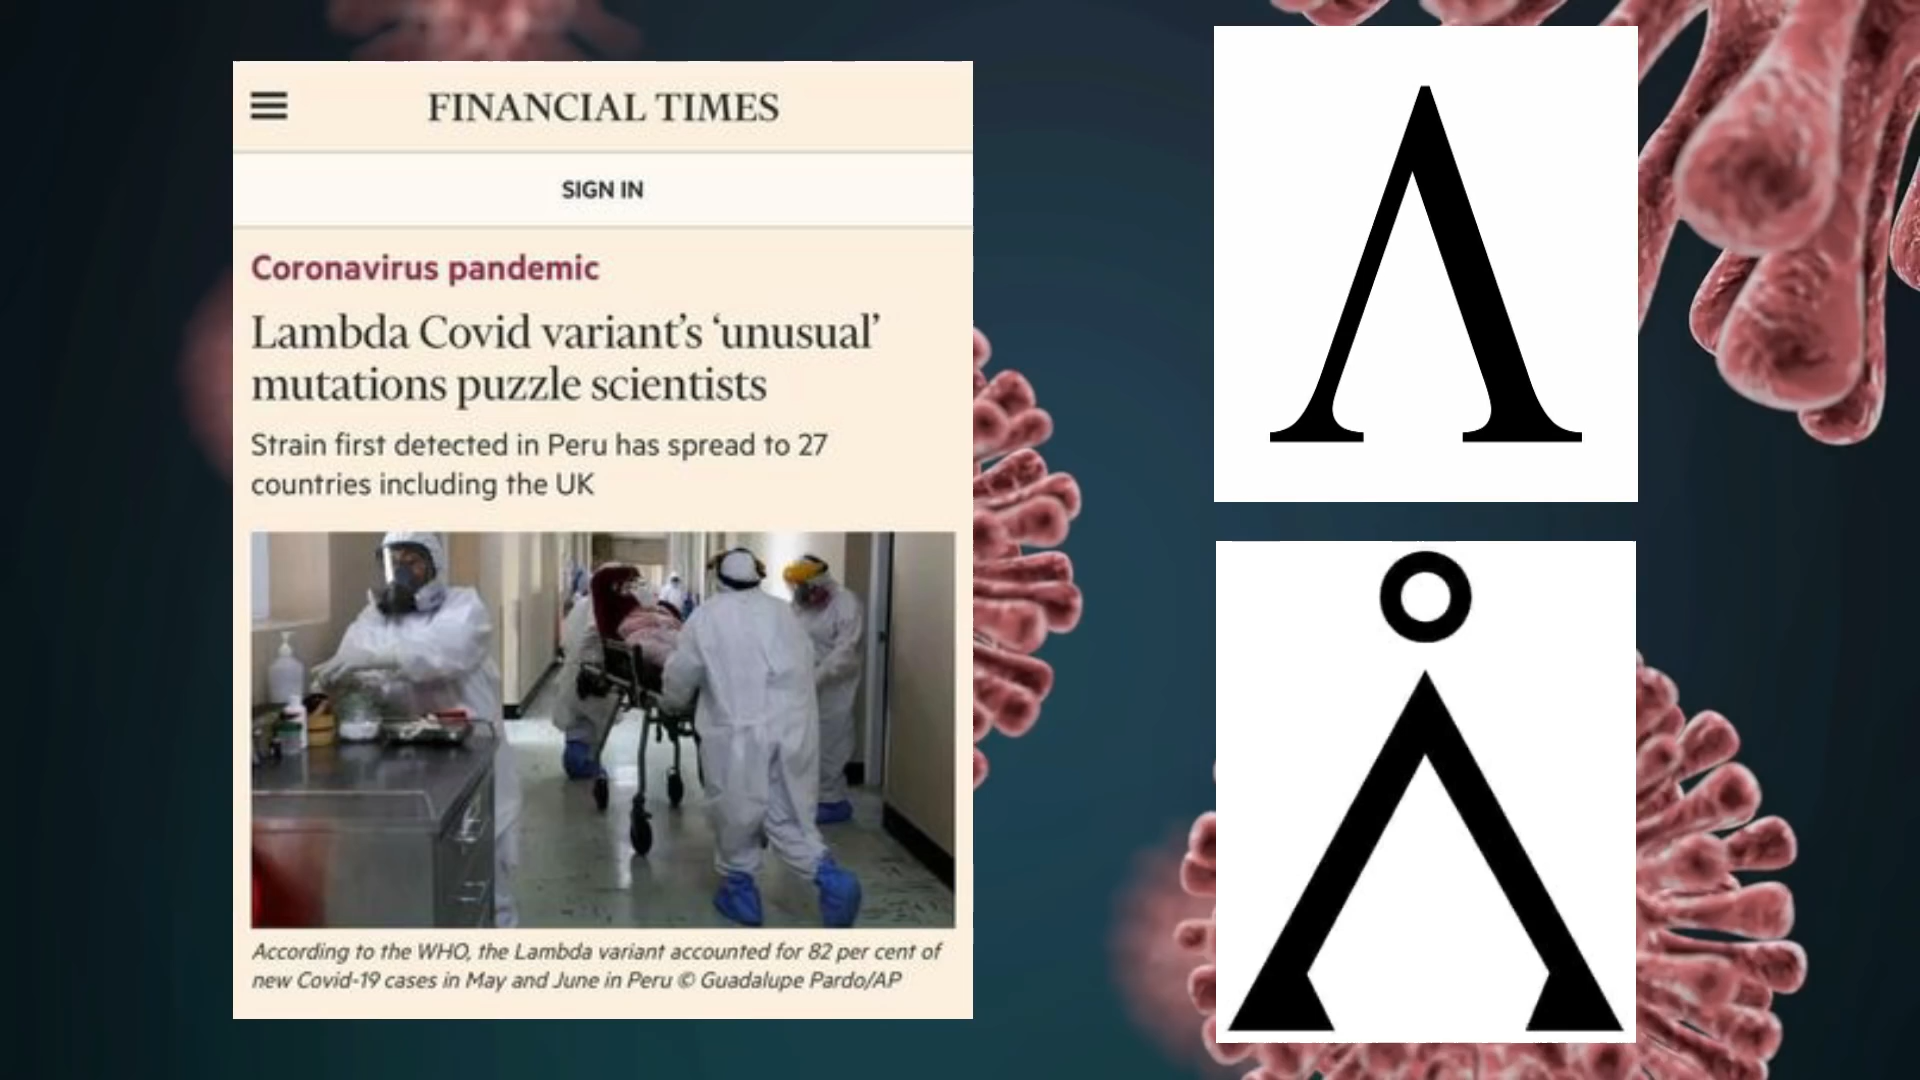 FINANCIAL TIMES
SIGN IN
Coronavirus pandemic
Lambda Covid variant’s ‘unusual’
mutations puzzle scientists
Strain first detected in Peru has spread to 27
countries including the UK
According to the WHO, the Lambda variant accounted for 82 per cent of
new Covid-19 cases in May and June in Peru © Guadalupe Pardo/AP
Λ